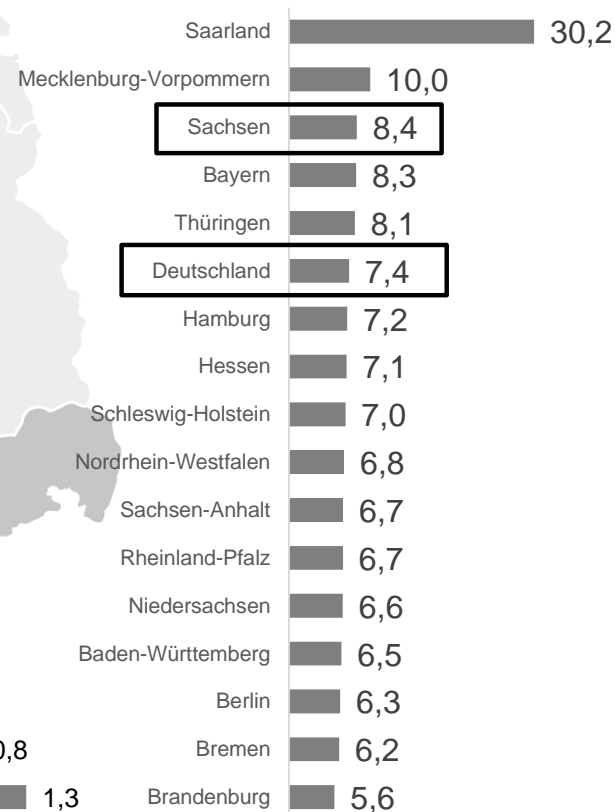 Saarland 30,2
Mecklenburg-Vorpommern 10,0
Sachsen 8,4
Bayern 8,3
Thüringen 8,1
Deutschland 7,4
Hamburg 7,2
Hessen 7,1
Schleswig-Holstein 7,0
Nordrhein-Westfalen 6,8
Sachsen-Anhalt 6,7
Rheinland-Pfalz 6,7
Niedersachsen 6,6
Baden-Württemberg 6,5
Berlin 6,3
Bremen 6,2
1,3 Brandenburg 5,6